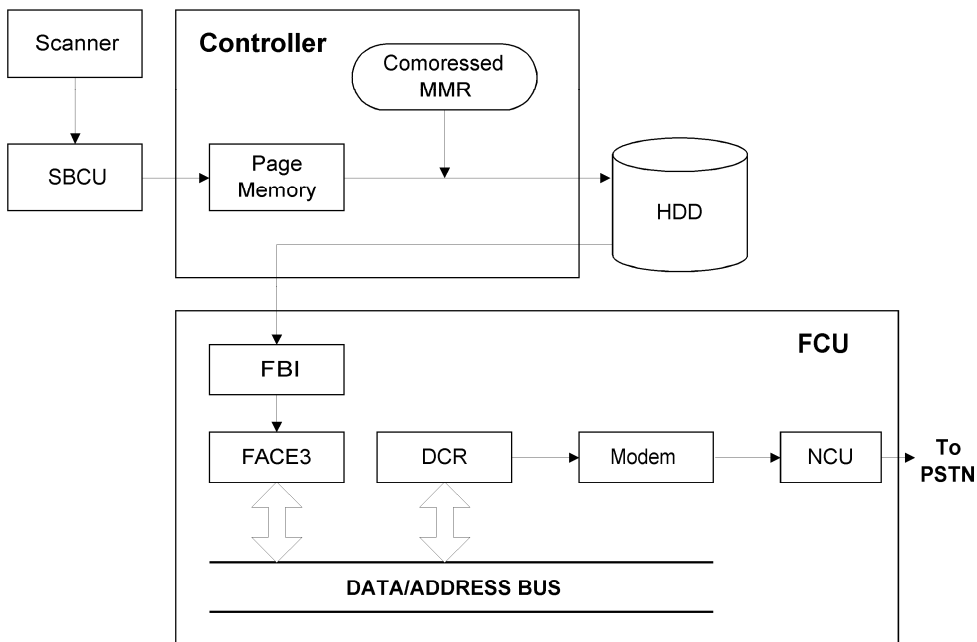 Scanner
Controller
Comoressed
MMR
SBCU
Page
Memory
HDD
FCU
FBI
FACE3
DCR
Modem
NCU
To
PSTN
DATA/ADDRESS BUS